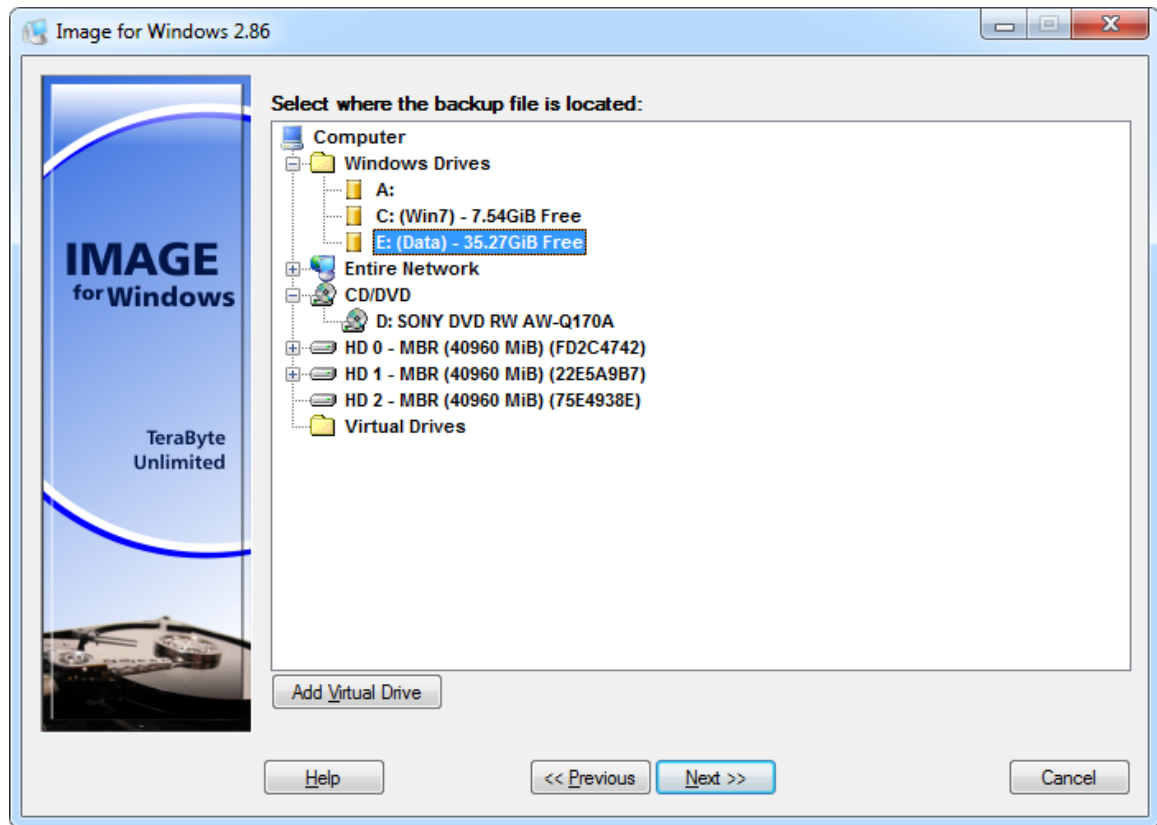 Image for Windows 2.86
IMAGE
for Windows
TeraByte
Unlimited
Select where the backup file is located:
Computer
Windows Drives
A:
C: (Win7) - 7.54GiB Free
E: (Data) - 35.27GiB Free
Entire Network
CD/DVD
D: SONY DVD RW AW-Q170A
HD 0 - MBR (40960 MiB) (FD2C4742)
HD 1 - MBR (40960 MiB) (22E5A9B7)
HD 2 - MBR (40960 MiB) (75E4938E)
Virtual Drives
Add Virtual Drive
Help
<< Previous
Next >>
Cancel